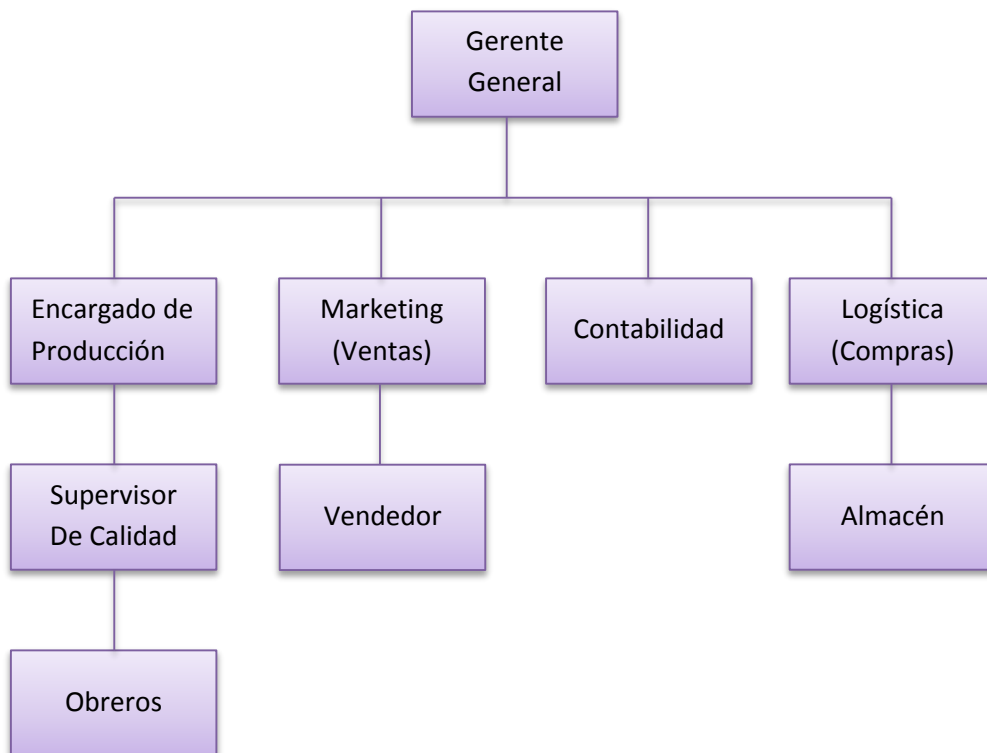 Gerente
General
Encargado de
Producción
Marketing
(Ventas)
Contabilidad
Logística
(Compras)
Supervisor
De Calidad
Vendedor
Almacén
Obreros